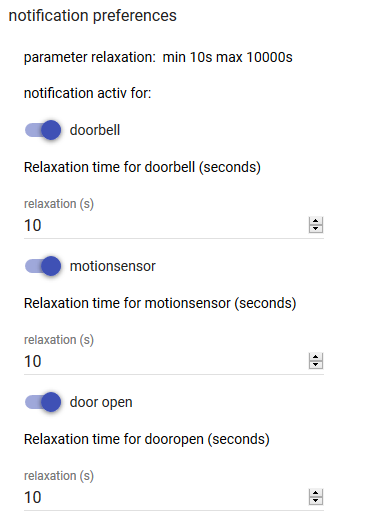 notification preferences
parameter relaxation: min 10s max 10000s
notification activ for:
doorbell
Relaxation time for doorbell (seconds)
relaxation (s)
10
motionsensor
Relaxation time for motionsensor (seconds)
relaxation (s)
10
door open
Relaxation time for dooropen (seconds)
relaxation (s)
10